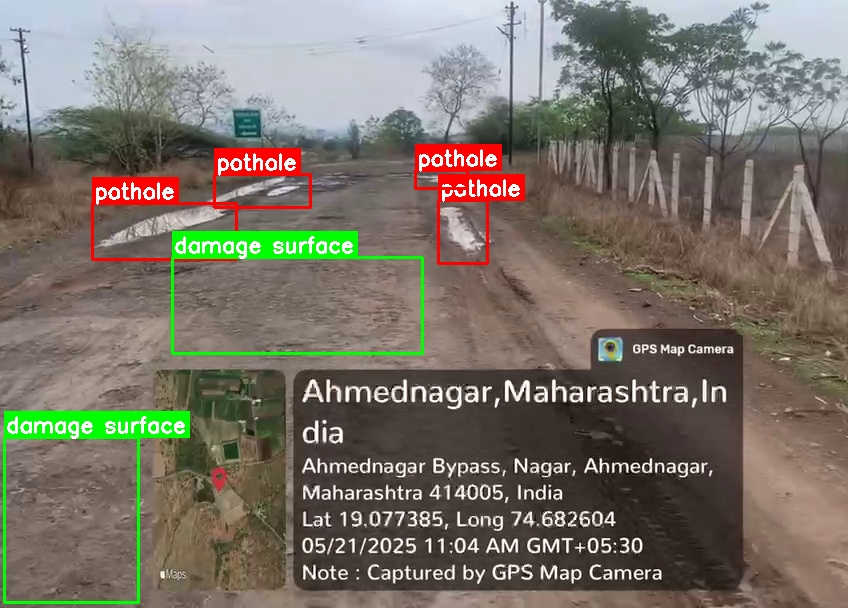 pothole
pothole
pothole
pothole
damage surface
damage surface
GPS Map Camera
Ahmednagar,Maharashtra,In
dia
Ahmednagar Bypass, Nagar, Ahmednagar,
Maharashtra 414005, India
Lat 19.077385, Long 74.682604
05/21/2025 11:04 AM GMT+05:30
Note : Captured by GPS Map Camera
Maps